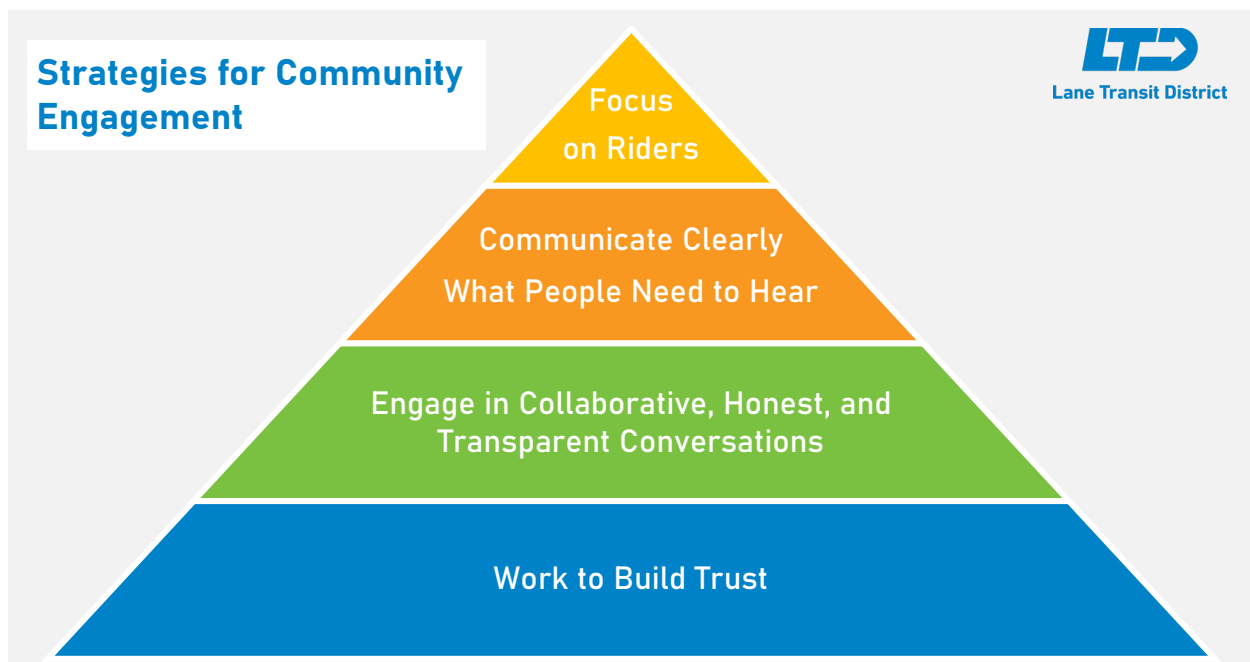 Strategies for Community
Engagement
LTD
Lane Transit District
Focus
on Riders
Communicate Clearly
What People Need to Hear
Engage in Collaborative, Honest, and
Transparent Conversations
Work to Build Trust